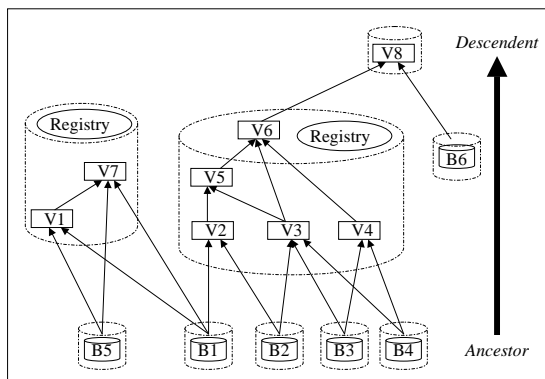 Descendent
V8
Registry
V6
Registry
B6
V7
V5
V1
V2
V3
V4
B5
B1
B2
B3
B4
Ancestor